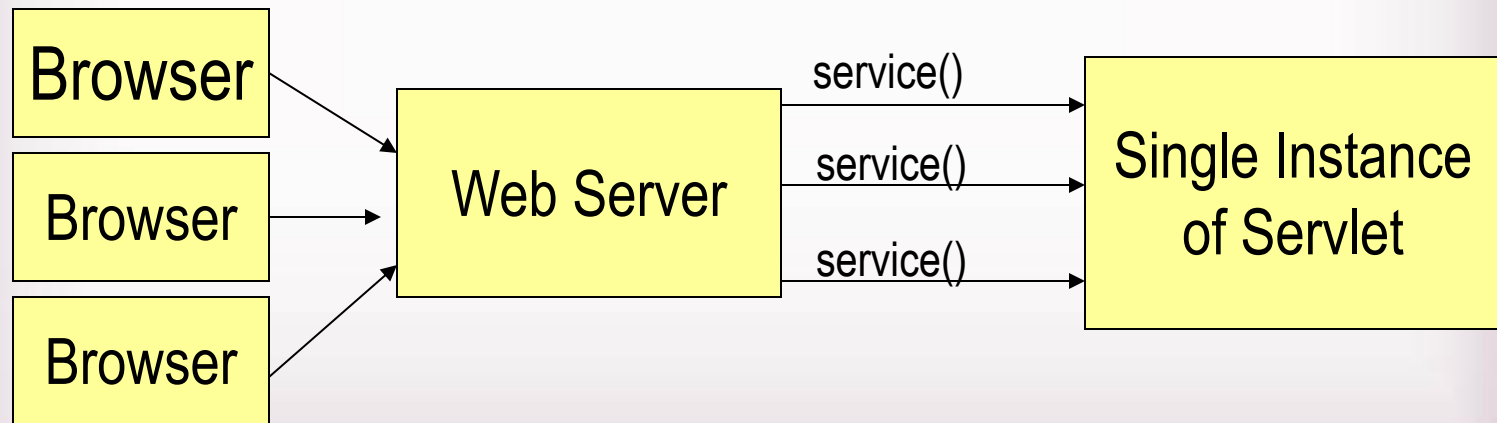 Browser
Browser
Browser
Web Server
service()
service()
service()
Single Instance
of Servlet